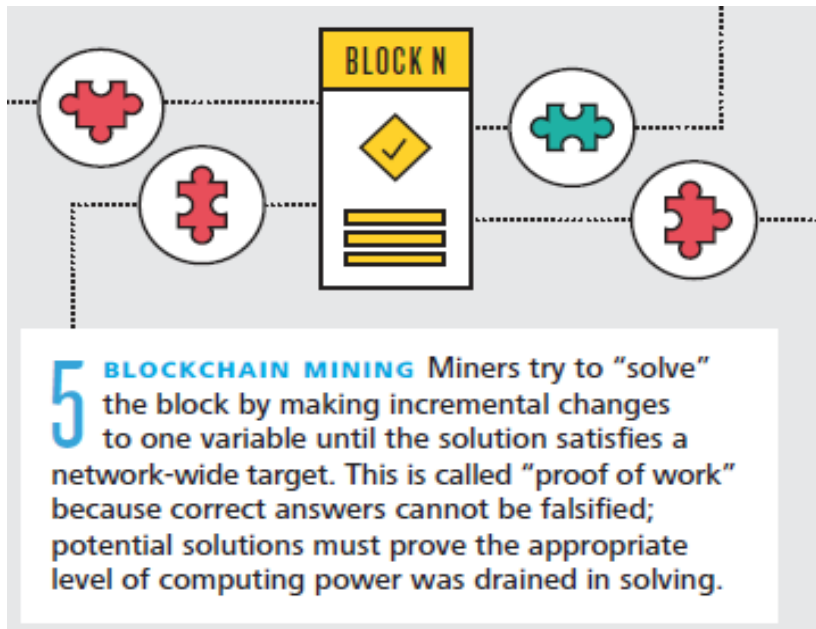 BLOCK N
5 BLOCKCHAIN MINING Miners try to “solve”
the block by making incremental changes
to one variable until the solution satisfies a
network-wide target. This is called “proof of work”
because correct answers cannot be falsified;
potential solutions must prove the appropriate
level of computing power was drained in solving.